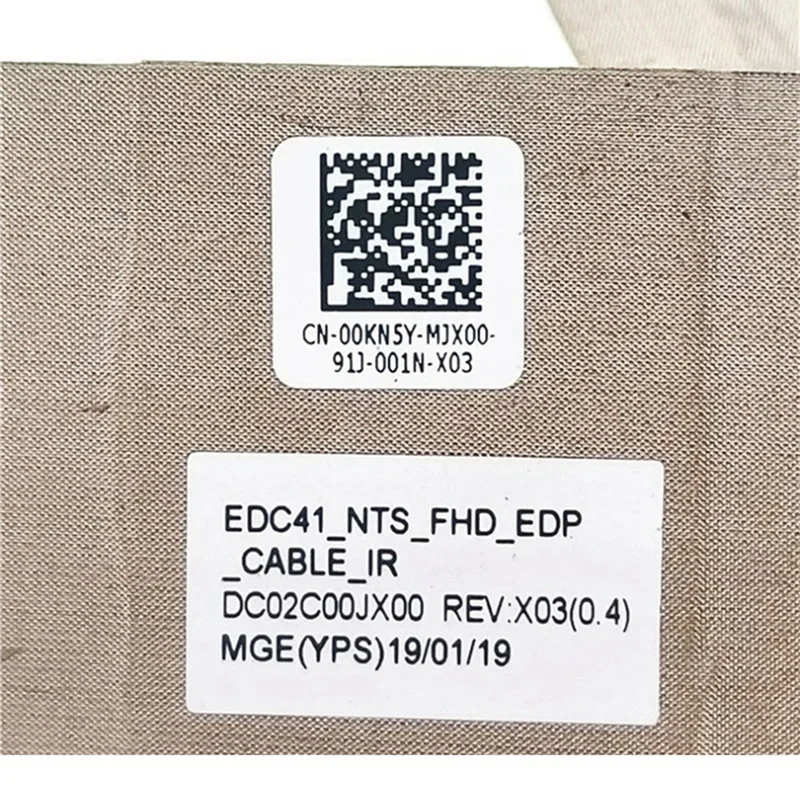 CN-00KN5Y-MJX00-
91J-001N-X03
EDC41_NTS_FHD_EDP
_CABLE_IR
DC02C00JX00 REV:X03(0.4)
MGE(YPS)19/01/19